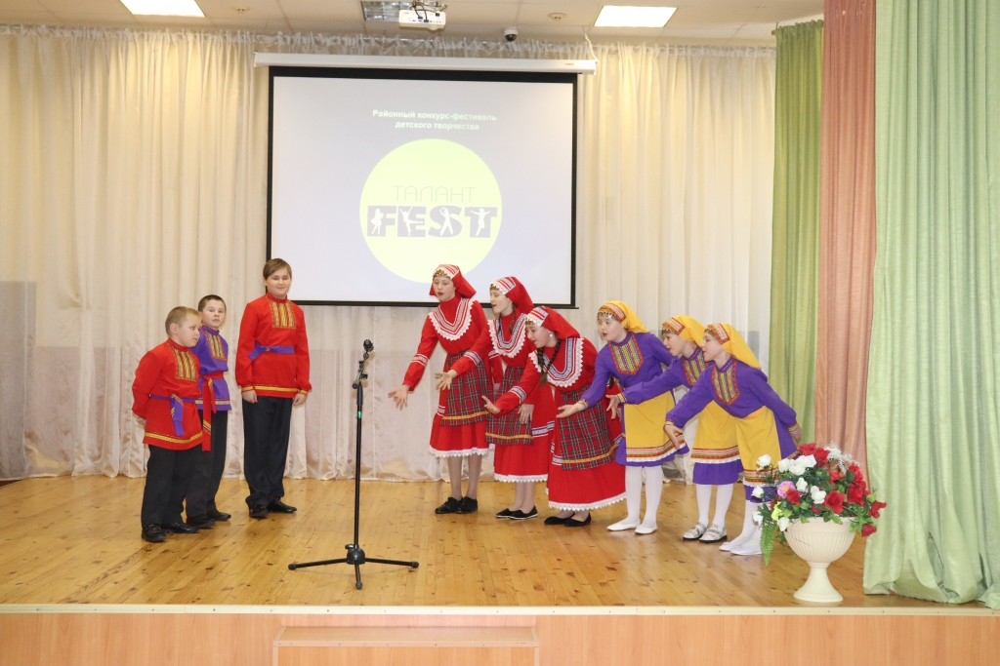 Районный конкурс-фестиваль
детского творчества
ТАЛАНТ
FEST